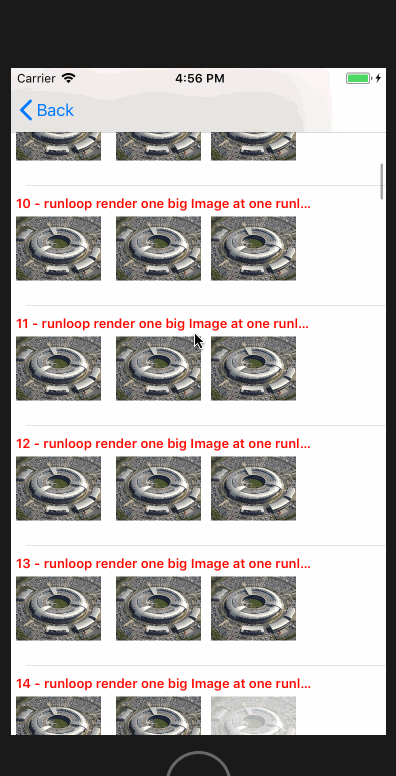 Carrier 4:56 PM
Back
10 - runloop render one big Image at one runl...
11 - runloop render one big Image at one runl...
12 - runloop render one big Image at one runl...
13 - runloop render one big Image at one runl...
14 - runloop render one big Image at one runl...